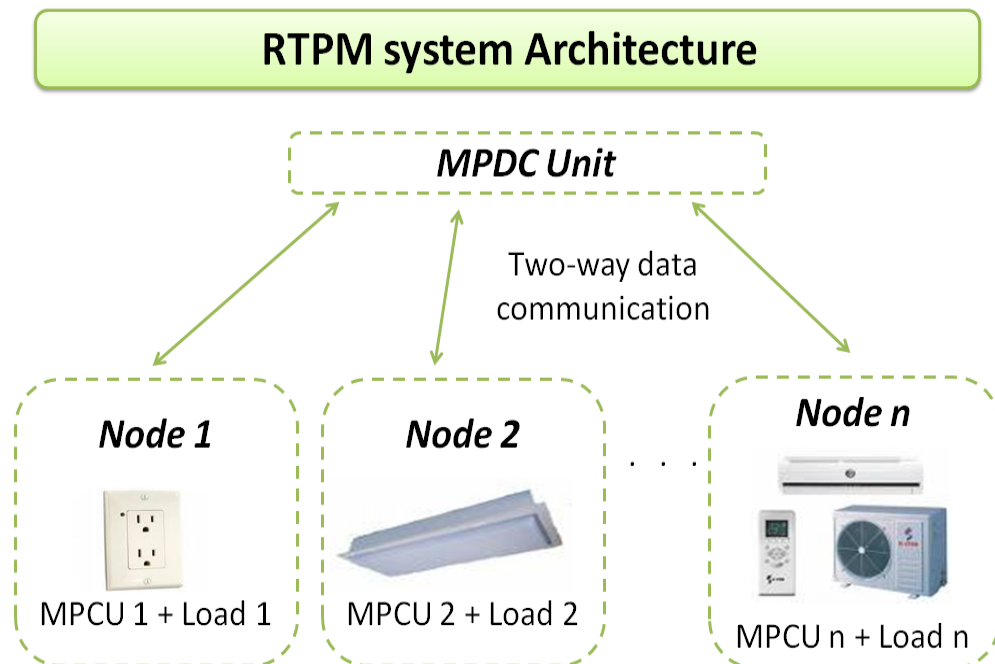 RTPM system Architecture
MPDC Unit
Two-way data
communication
Node 1
Node 2
Node n
. . .
MPCU 1 + Load 1
MPCU 2 + Load 2
MPCU n + Load n